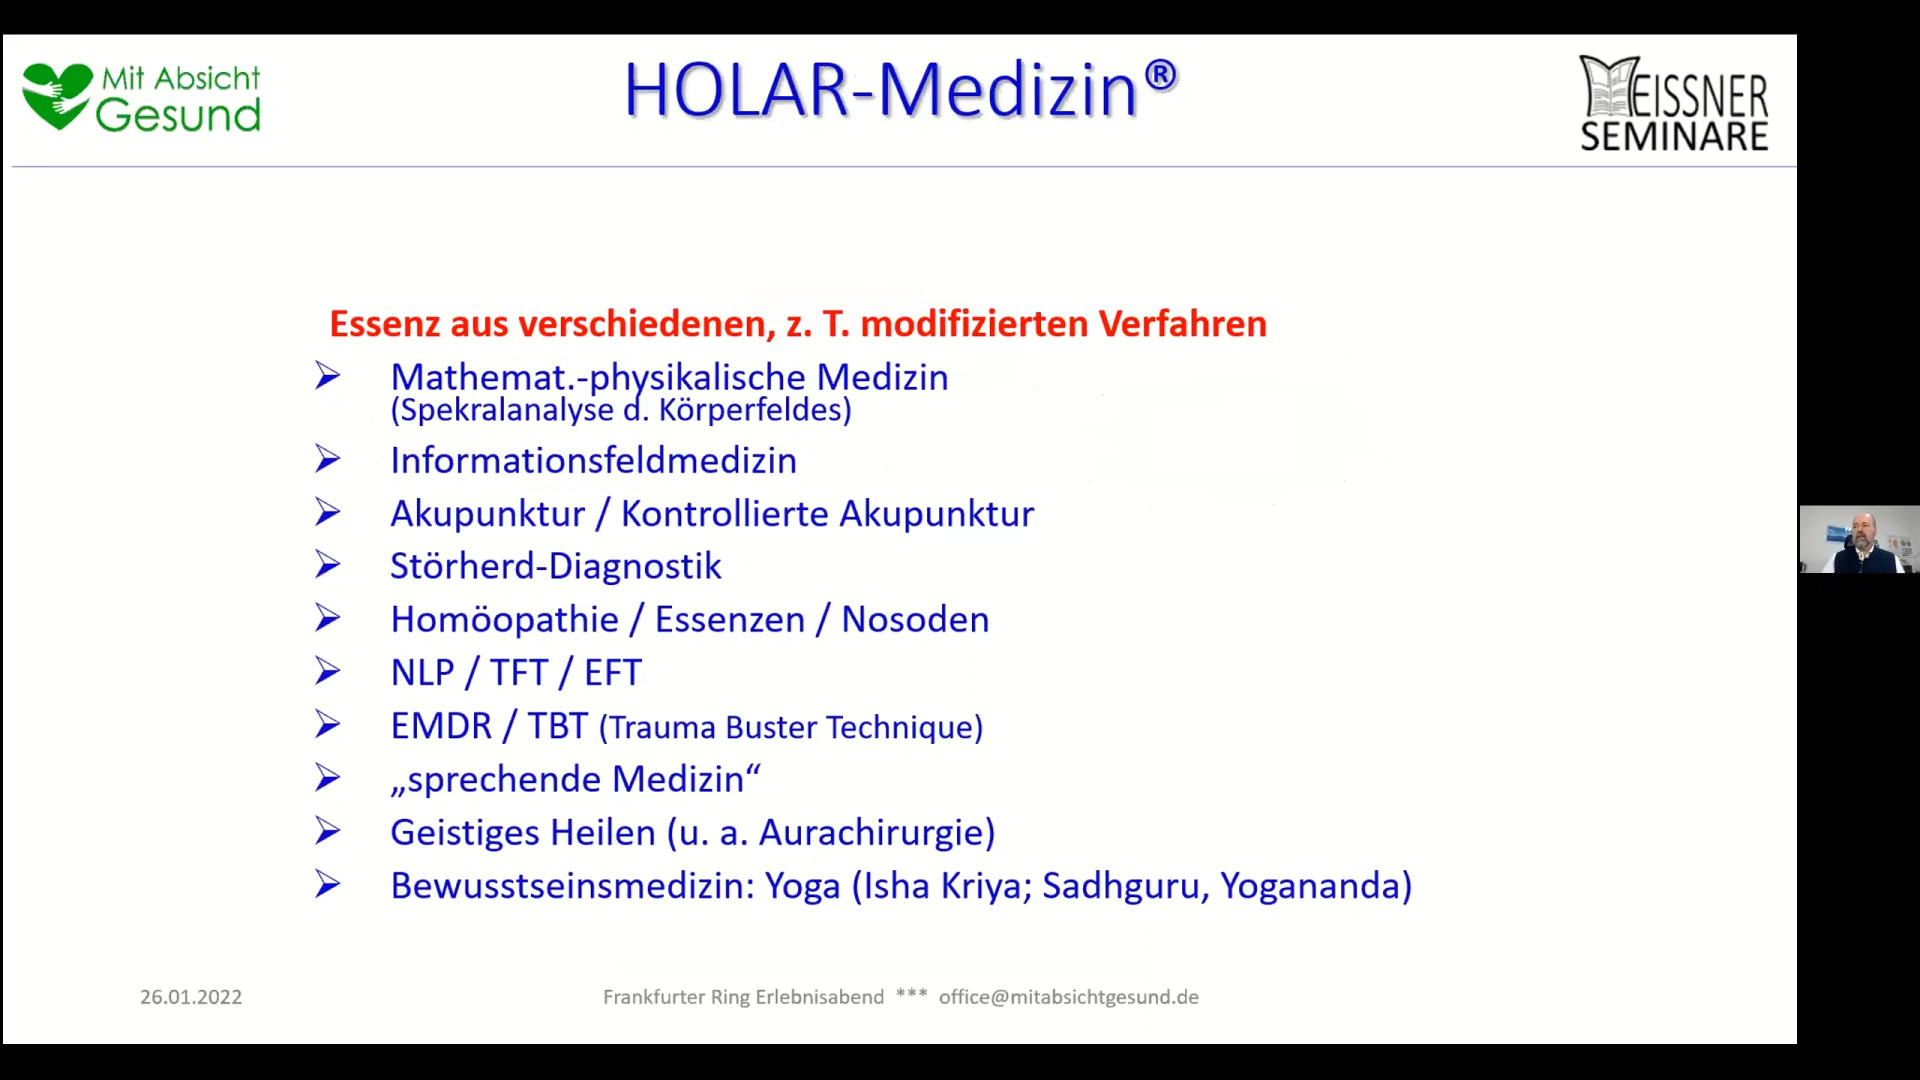 Mit Absicht
Gesund
HOLAR-Medizin®
MEISSNER
SEMINARE
Essenz aus verschiedenen, z. T. modifizierten Verfahren
Mathemat.-physikalische Medizin
(Spekralanalyse d. Körperfeldes)
Informationsfeldmedizin
Akupunktur / Kontrollierte Akupunktur
Störherd-Diagnostik
Homöopathie / Essenzen / Nosoden
NLP / TFT / EFT
EMDR / TBT (Trauma Buster Technique)
„sprechende Medizin“
Geistiges Heilen (u. a. Aurachirurgie)
Bewusstseinsmedizin: Yoga (Isha Kriya; Sadhguru, Yogananda)
26.01.2022
Frankfurter Ring Erlebnisabend *** office@mitabsichtgesund.de